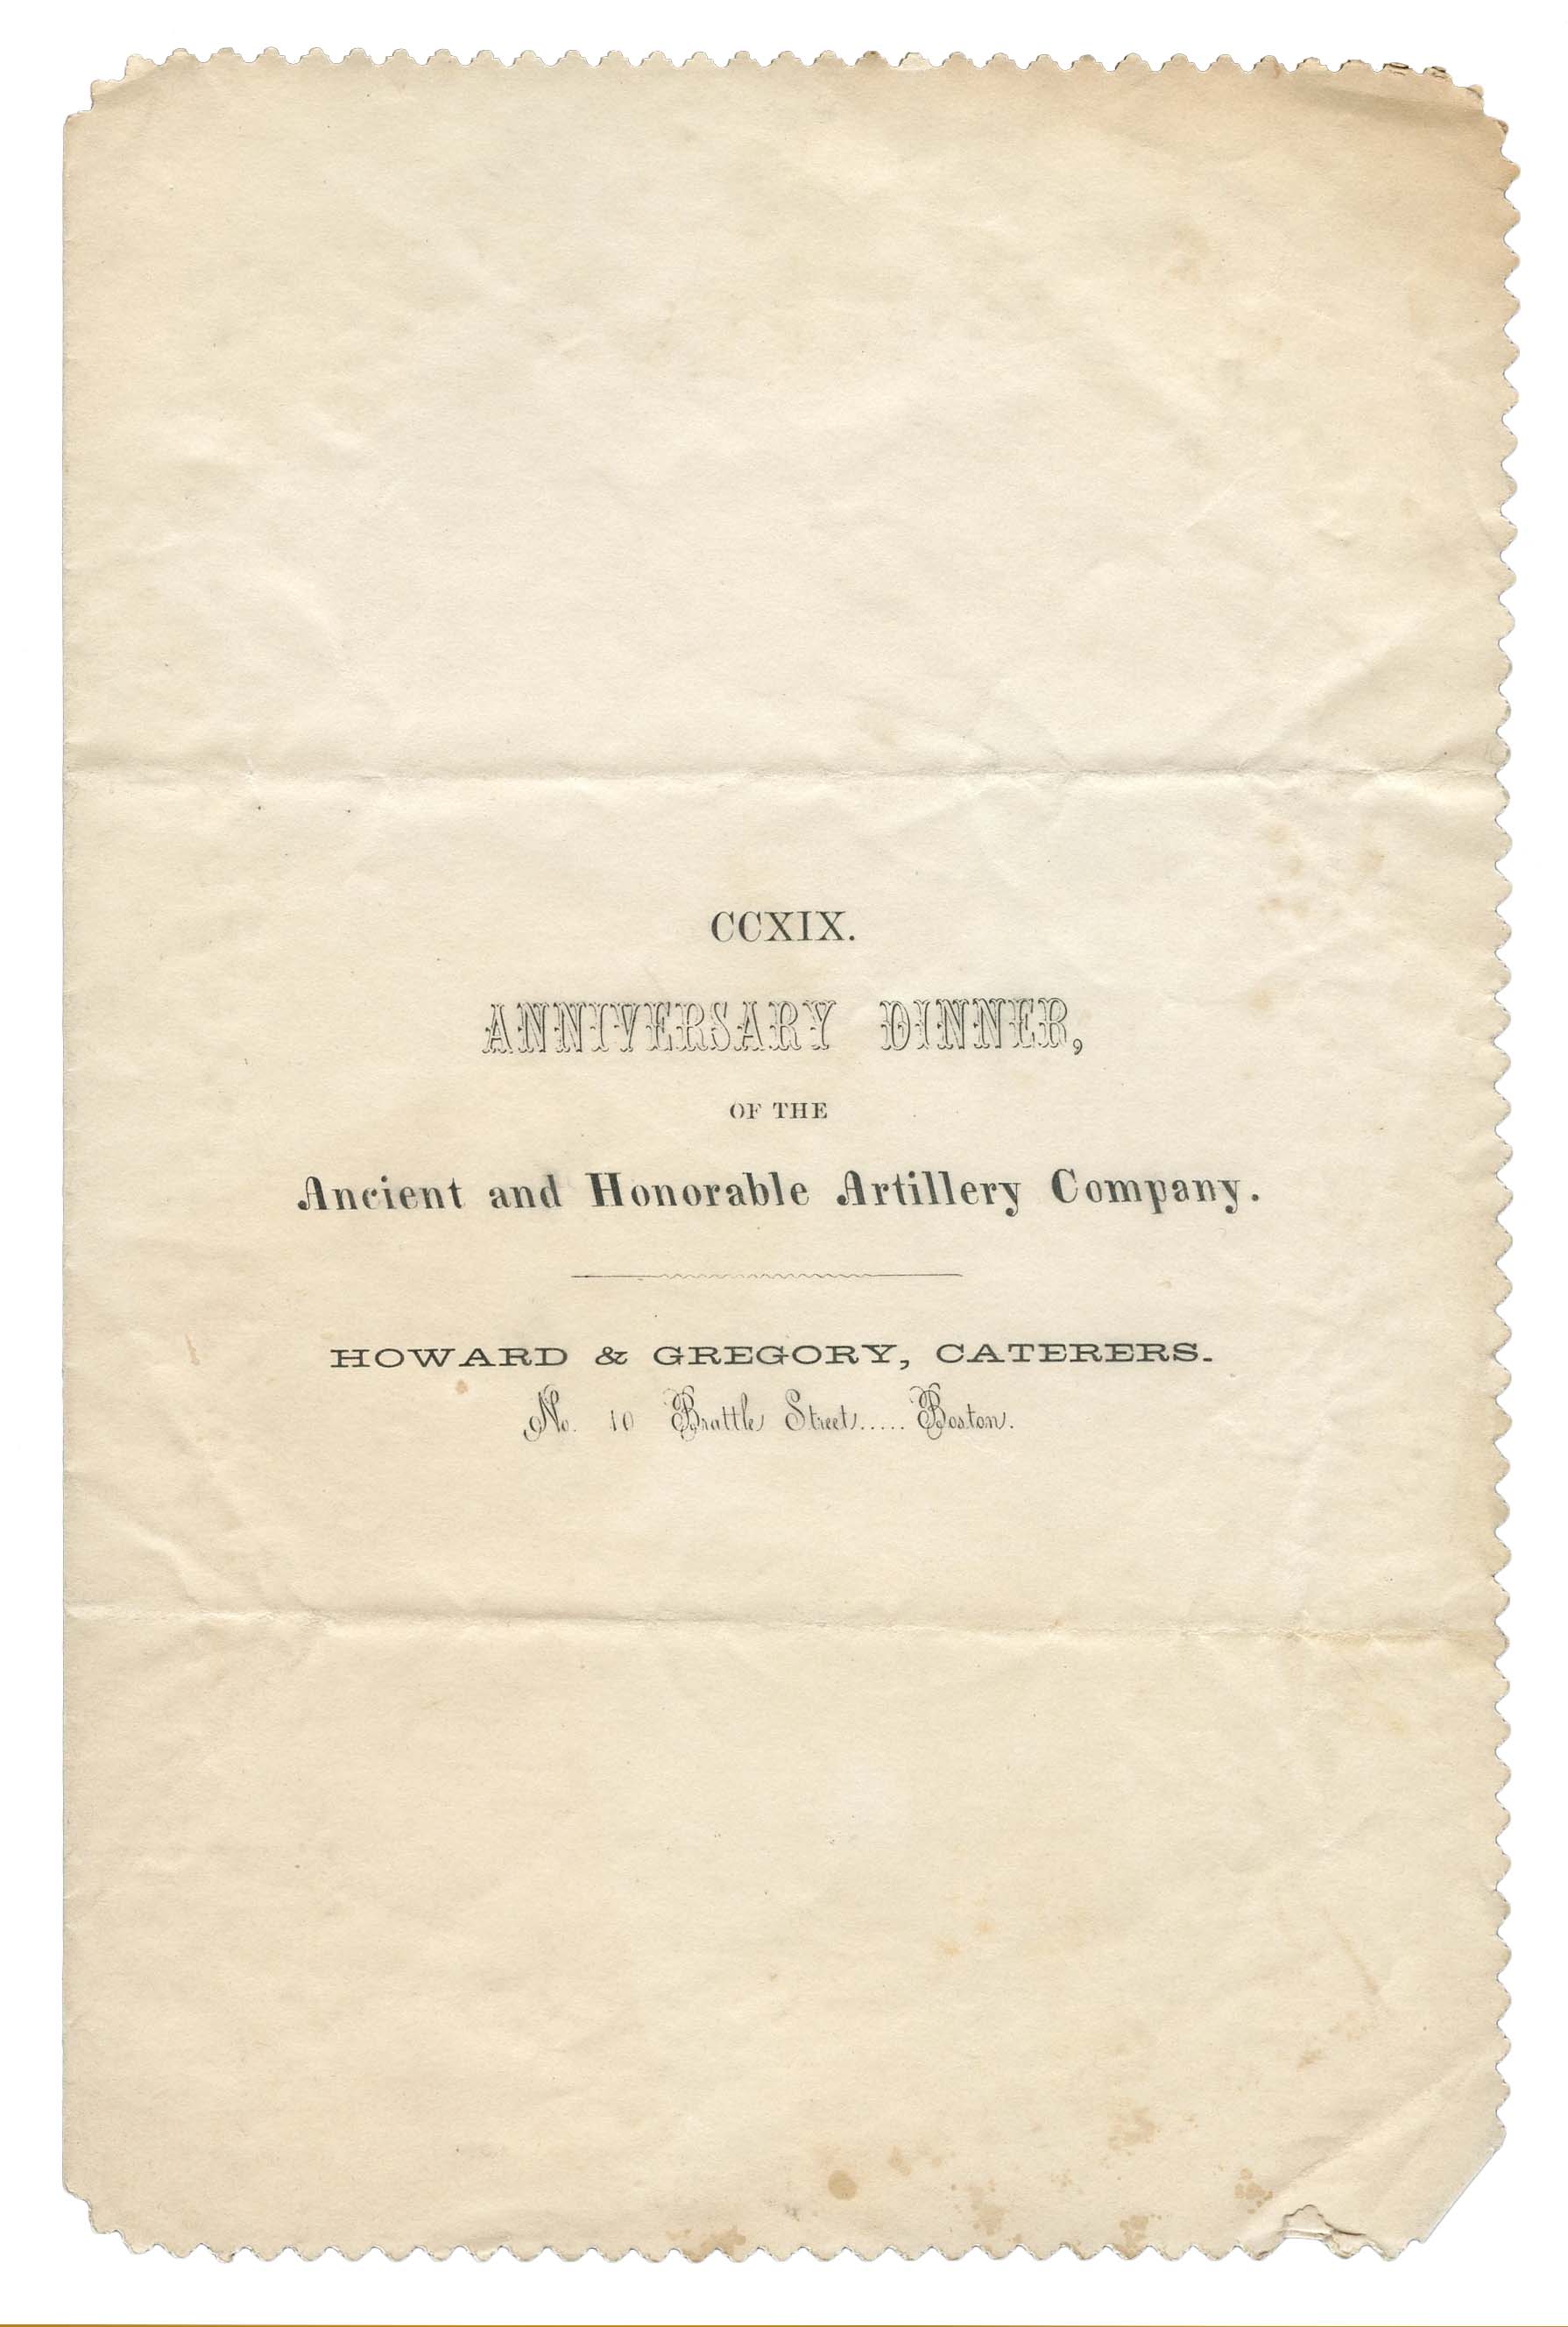 CCXIX.
ANNIVERSARY DINNER,
OF THE
Ancient and Honorable Artillery Company.
HOWARD & GREGORY, CATERERS.
No. 10 Brattle Street..... Boston.